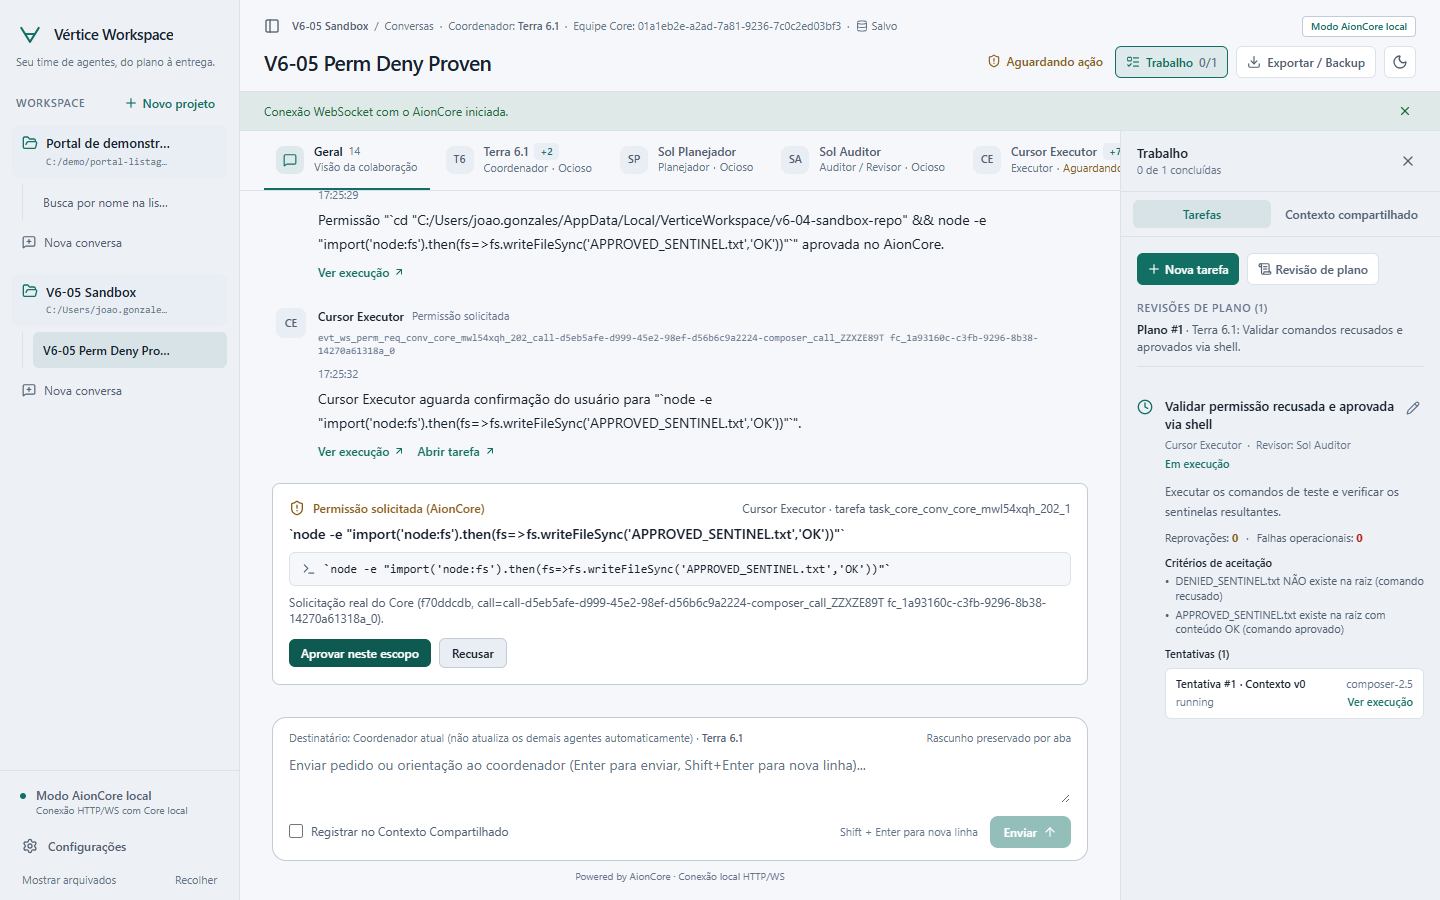 Vértice Workspace
Seu time de agentes, do plano à entrega.
WORKSPACE
Novo projeto
Portal de demonstr...
C:/demo/portal-listag…
Busca por nome na lis...
Nova conversa
V6-05 Sandbox
C:/Users/joao.gonzale…
V6-05 Perm Deny Pro...
Nova conversa
Modo AionCore local
Conexão HTTP/WS com Core local
Configurações
Mostrar arquivados Recolher
V6-05 Sandbox / Conversas · Coordenador: Terra 6.1 · Equipe Core: 01a1eb2e-a2ad-7a81-9236-7c0c2ed03bf3 · Salvo
Modo AionCore local
V6-05 Perm Deny Proven
Aguardando ação
Trabalho 0/1
Exportar / Backup
Conexão WebSocket com o AionCore iniciada.
Geral 14
Visão da colaboração
T6
Terra 6.1 +2
Coordenador · Ocioso
SP
Sol Planejador
Planejador · Ocioso
SA
Sol Auditor
Auditor / Revisor · Ocioso
CE
Cursor Executor +7
Executor · Aguardando
17:25:29
Permissão "`cd "C:/Users/joao.gonzales/AppData/Local/VerticeWorkspace/v6-04-sandbox-repo" && node -e
"import('node:fs').then(fs=>fs.writeFileSync('APPROVED_SENTINEL.txt','OK'))"`" aprovada no AionCore.
Ver execução
CE
Cursor Executor Permissão solicitada
evt_ws_perm_req_conv_core_mwl54xqh_202_call-d5eb5afe-d999-45e2-98ef-d56b6c9a2224-composer_call_ZZXZE89T fc_1a93160c-c3fb-9296-8b38-
14270a61318a_0
17:25:32
Cursor Executor aguarda confirmação do usuário para "`node -e
"import('node:fs').then(fs=>fs.writeFileSync('APPROVED_SENTINEL.txt','OK'))"`".
Ver execução Abrir tarefa
Permissão solicitada (AionCore)
Cursor Executor · tarefa task_core_conv_core_mwl54xqh_202_1
`node -e "import('node:fs').then(fs=>fs.writeFileSync('APPROVED_SENTINEL.txt','OK'))"`
`node -e "import('node:fs').then(fs=>fs.writeFileSync('APPROVED_SENTINEL.txt','OK'))"`
Solicitação real do Core (f70ddcdb, call=call-d5eb5afe-d999-45e2-98ef-d56b6c9a2224-composer_call_ZZXZE89T fc_1a93160c-c3fb-9296-8b38-
14270a61318a_0).
Aprovar neste escopo
Recusar
Destinatário: Coordenador atual (não atualiza os demais agentes automaticamente) · Terra 6.1
Rascunho preservado por aba
Enviar pedido ou orientação ao coordenador (Enter para enviar, Shift+Enter para nova linha)...
Registrar no Contexto Compartilhado
Shift + Enter para nova linha
Enviar
Powered by AionCore · Conexão local HTTP/WS
Trabalho
0 de 1 concluídas
Tarefas
Contexto compartilhado
Nova tarefa
Revisão de plano
REVISÕES DE PLANO (1)
Plano #1 · Terra 6.1: Validar comandos recusados e
aprovados via shell.
Validar permissão recusada e aprovada
via shell
Cursor Executor · Revisor: Sol Auditor
Em execução
Executar os comandos de teste e verificar os
sentinelas resultantes.
Reprovações: 0 · Falhas operacionais: 0
Critérios de aceitação
• DENIED_SENTINEL.txt NÃO existe na raiz (comando
recusado)
• APPROVED_SENTINEL.txt existe na raiz com
conteúdo OK (comando aprovado)
Tentativas (1)
Tentativa #1 · Contexto v0 composer-2.5
running Ver execução